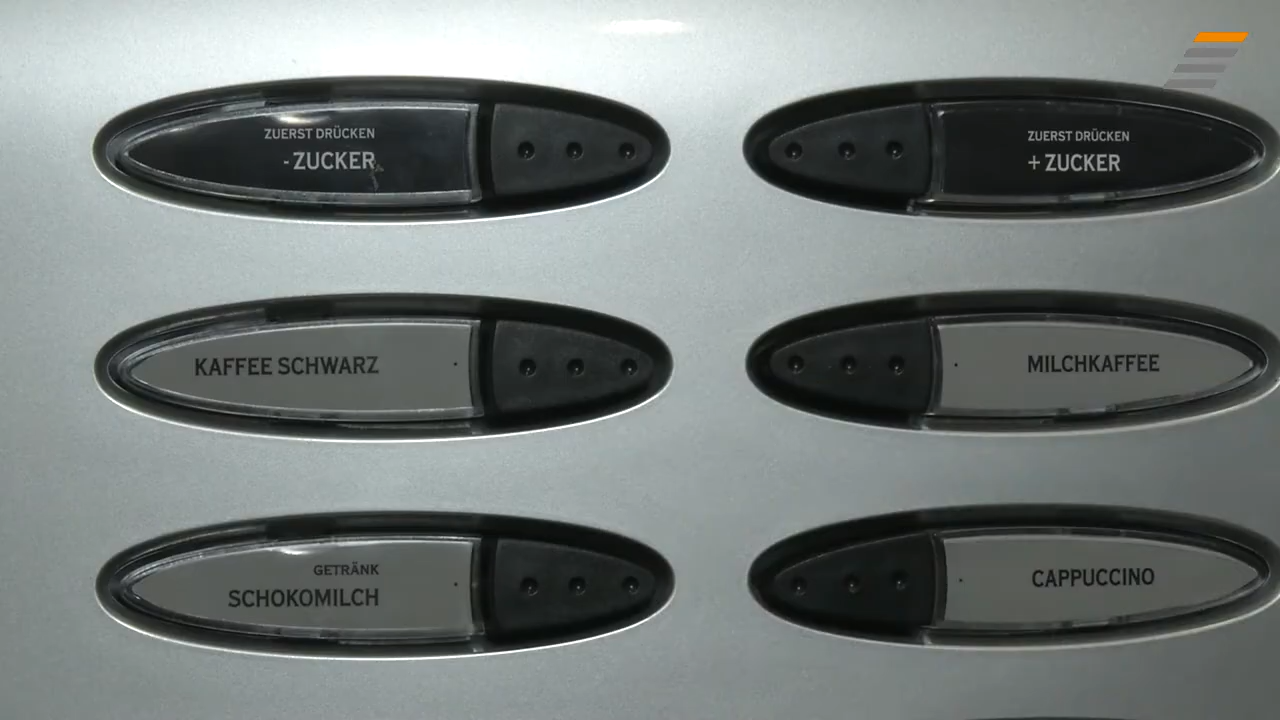 ZUERST DRÜCKEN
- ZUCKER
ZUERST DRÜCKEN
+ ZUCKER
KAFFEE SCHWARZ
MILCHKAFFEE
GETRÄNK
SCHOKOMILCH
CAPPUCCINO